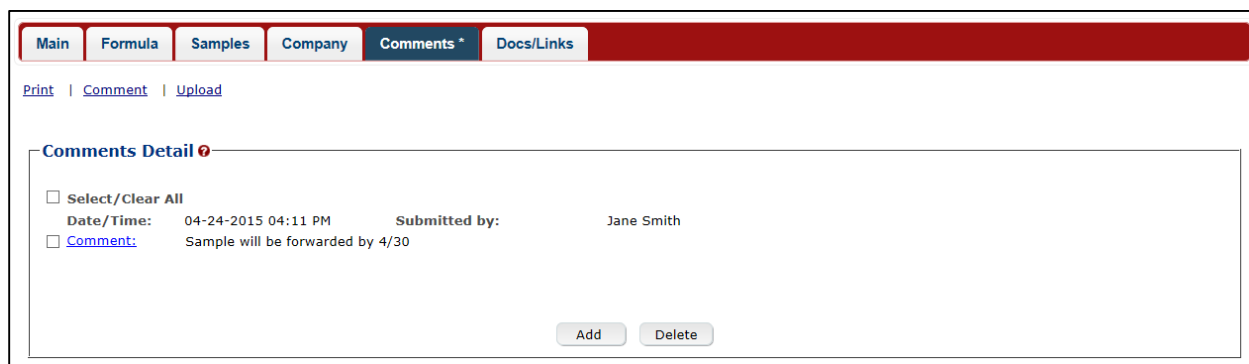 Main Formula Samples Company Comments * Docs/Links
Print | Comment | Upload
Comments Detail ?
Select/Clear All
Date/Time: 04-24-2015 04:11 PM Submitted by: Jane Smith
Comment: Sample will be forwarded by 4/30
Add Delete